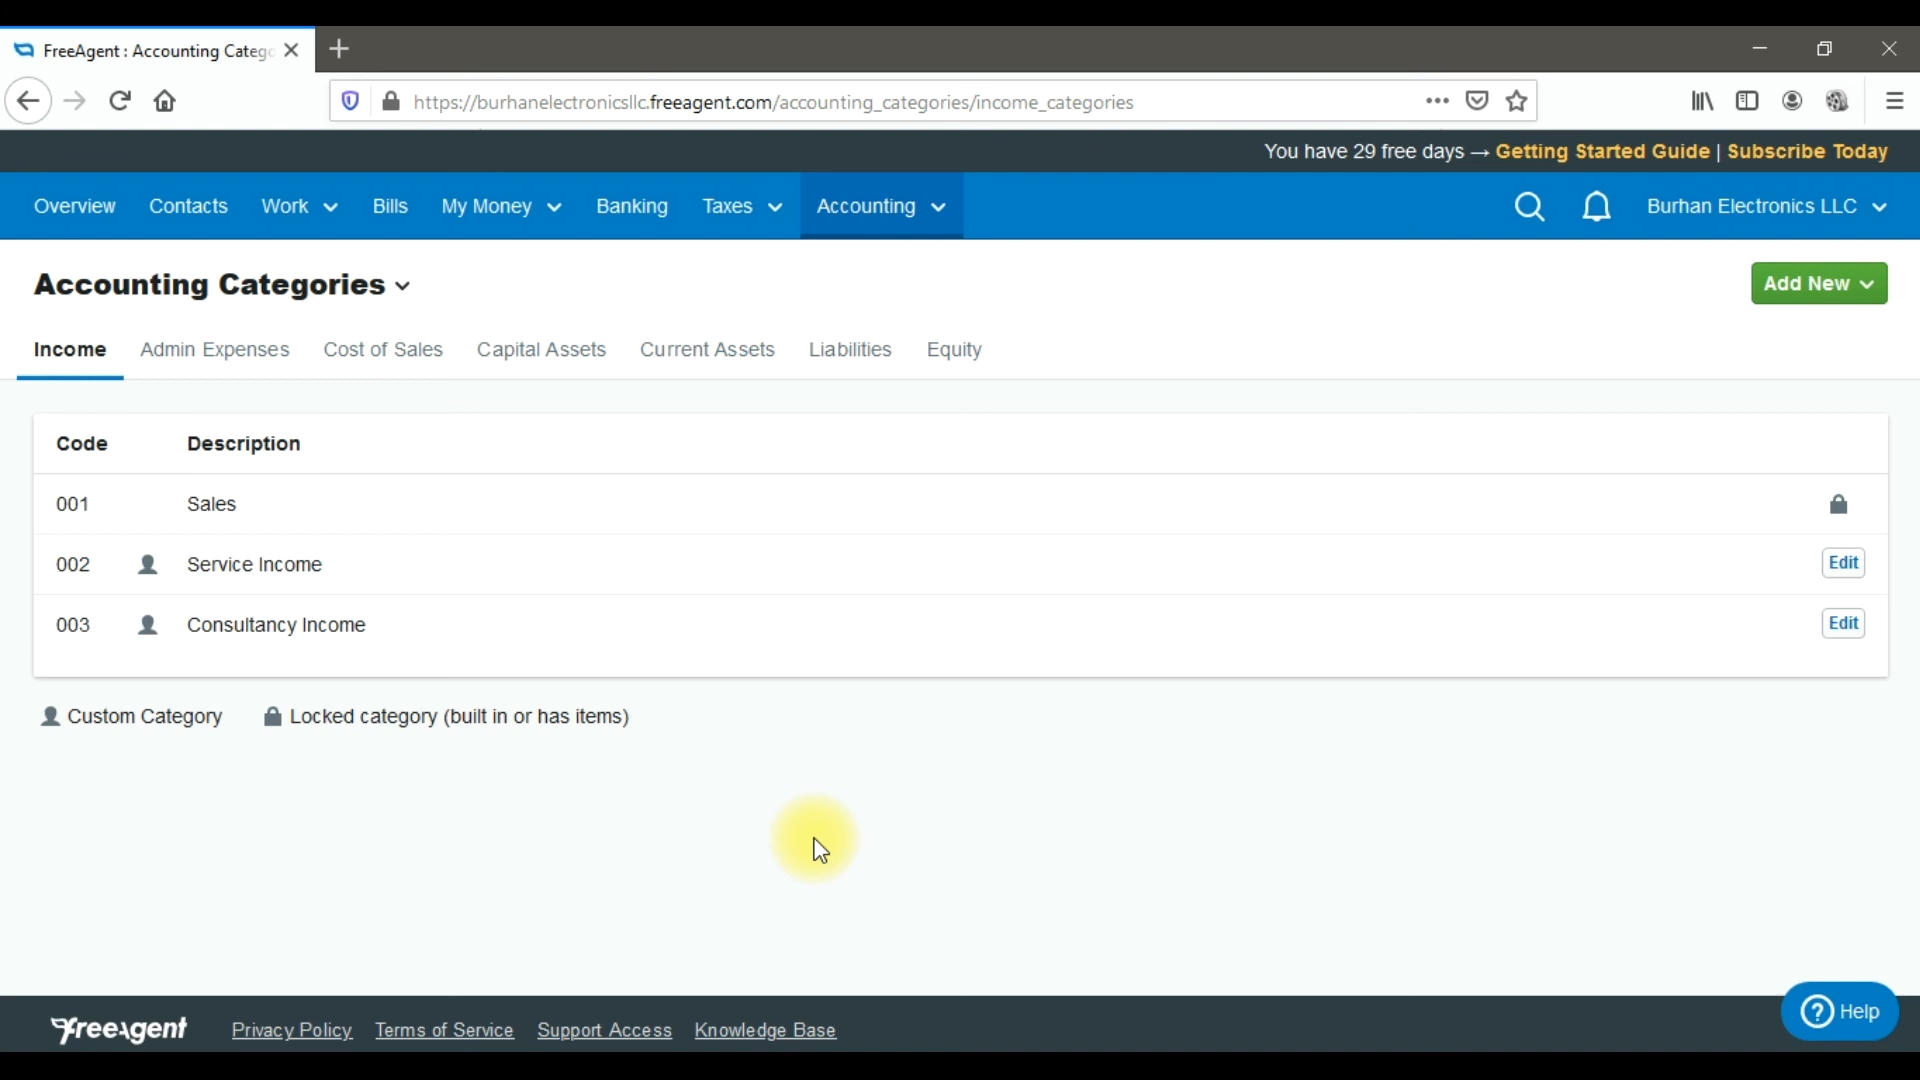 FreeAgent : Accounting Catego
https://burhanelectronicsllc.freeagent.com/accounting_categories/income_categories
You have 29 free days → Getting Started Guide | Subscribe Today
Overview Contacts Work Bills My Money Banking Taxes Accounting Burhan Electronics LLC
Accounting Categories Add New
Income Admin Expenses Cost of Sales Capital Assets Current Assets Liabilities Equity
Code Description
001 Sales
002 Service Income Edit
003 Consultancy Income Edit
Custom Category Locked category (built in or has items)
Help
freeagent Privacy Policy Terms of Service Support Access Knowledge Base